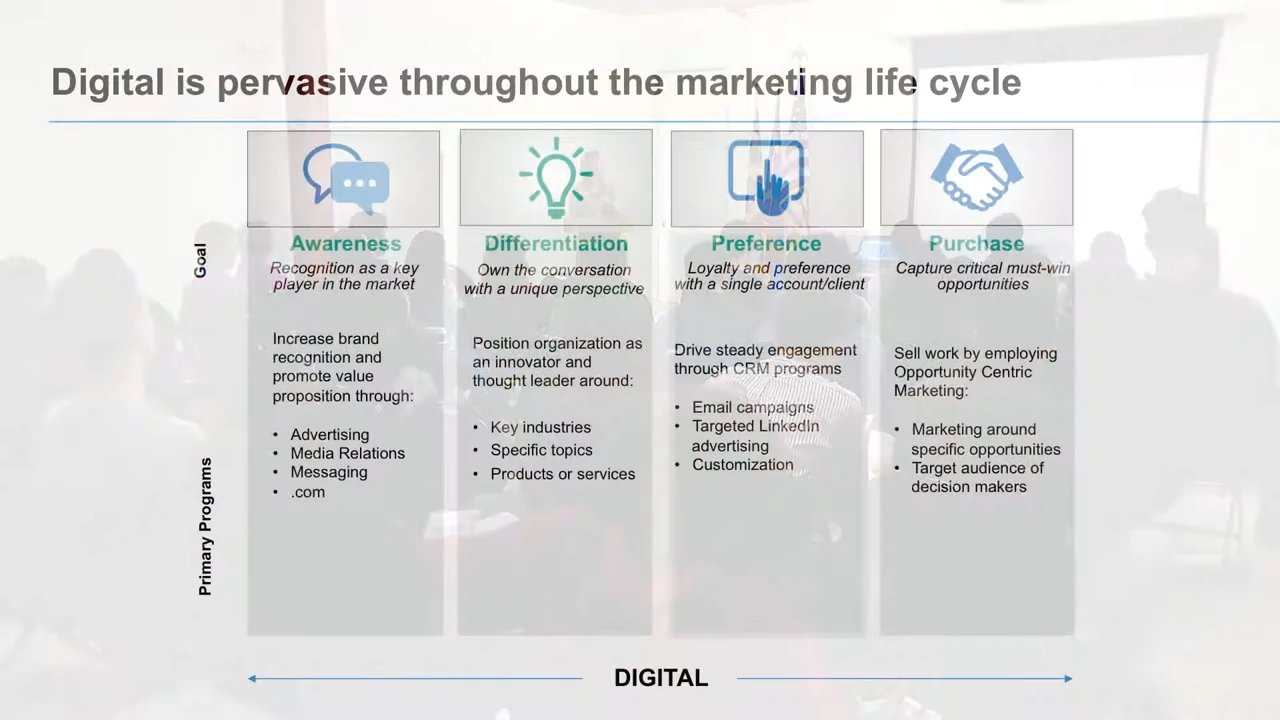 Digital is pervasive throughout the marketing life cycle
Goal
Awareness
Recognition as a key
player in the market
Differentiation
Own the conversation
with a unique perspective
Preference
Loyalty and preference
with a single account/client
Purchase
Capture critical must-win
opportunities
Primary Programs
Increase brand
recognition and
promote value
proposition through:
• Advertising
• Media Relations
• Messaging
• .com
Position organization as
an innovator and
thought leader around:
• Key industries
• Specific topics
• Products or services
Drive steady engagement
through CRM programs
• Email campaigns
• Targeted LinkedIn
advertising
• Customization
Sell work by employing
Opportunity Centric
Marketing:
• Marketing around
specific opportunities
• Target audience of
decision makers
DIGITAL